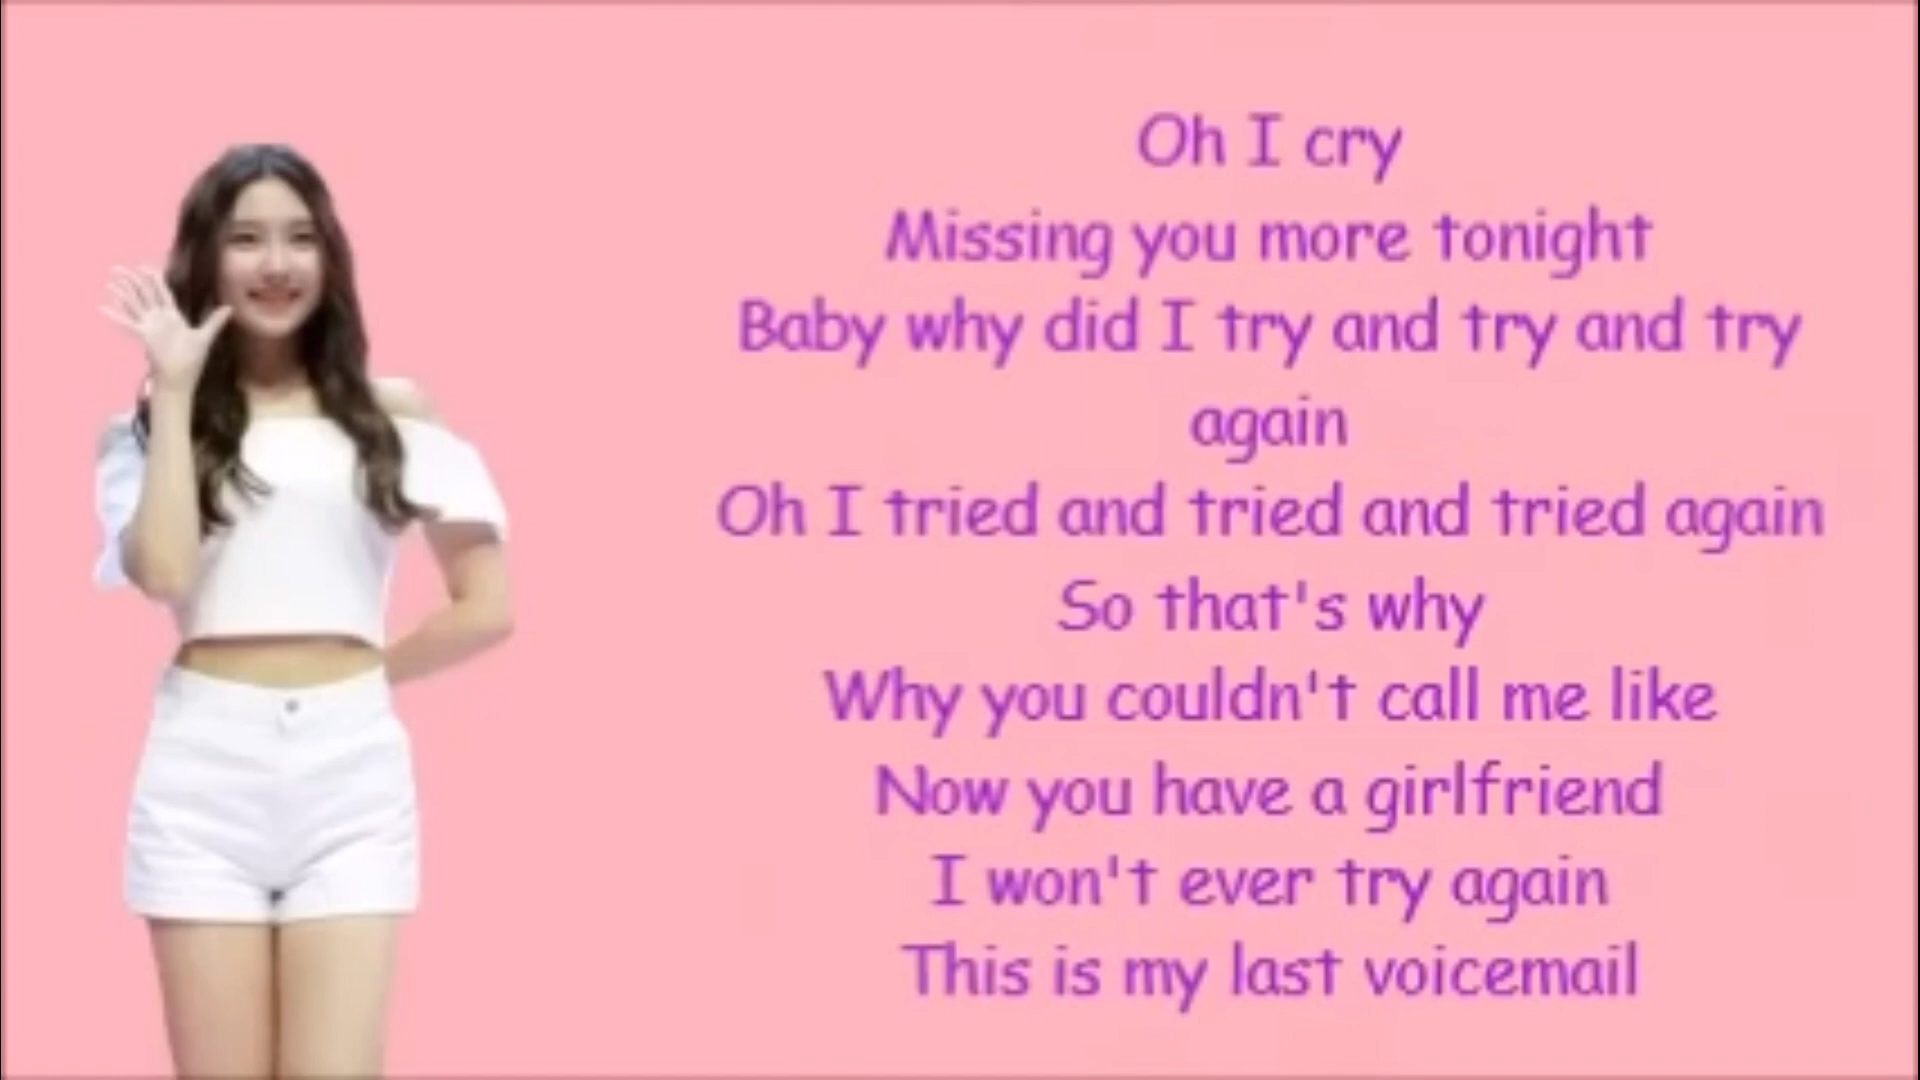 Oh I cry
Missing you more tonight
Baby why did I try and try and try
again
Oh I tried and tried and tried again
So that's why
Why you couldn't call me like
Now you have a girlfriend
I won't ever try again
This is my last voicemail